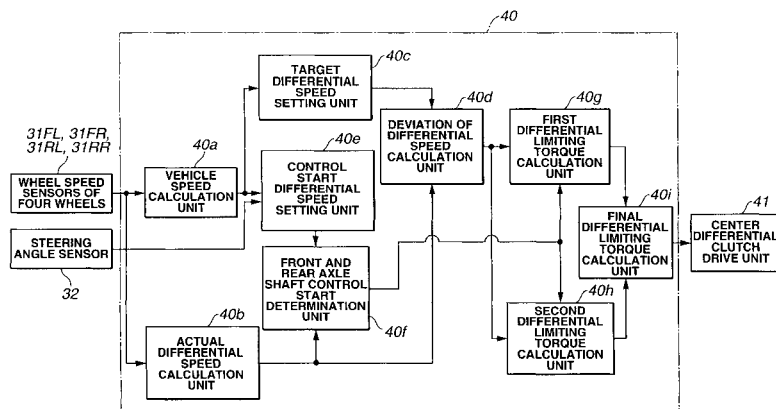 40
40c
TARGET
DIFFERENTIAL
SPEED
SETTING UNIT
40d
DEVIATION OF
DIFFERENTIAL
SPEED
CALCULATION
UNIT
40g
FIRST
DIFFERENTIAL
LIMITING
TORQUE
CALCULATION
UNIT
31FL, 31FR,
31RL, 31RR
WHEEL SPEED
SENSORS OF
FOUR WHEELS
40a
VEHICLE
SPEED
CALCULATION
UNIT
40e
CONTROL
START
DIFFERENTIAL
SPEED
SETTING UNIT
40i
FINAL
DIFFERENTIAL
LIMITING
TORQUE
CALCULATION
UNIT
41
CENTER
DIFFERENTIAL
CLUTCH
DRIVE UNIT
STEERING
ANGLE SENSOR
32
FRONT AND
REAR AXLE
SHAFT CONTROL
START
DETERMINATION
UNIT
40f
40b
ACTUAL
DIFFERENTIAL
SPEED
CALCULATION
UNIT
40h
SECOND
DIFFERENTIAL
LIMITING
TORQUE
CALCULATION
UNIT